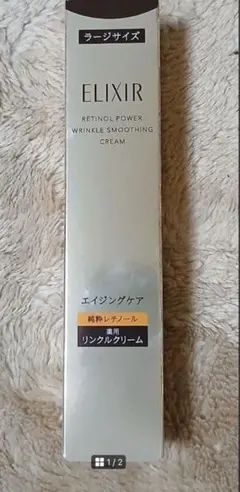 ラージサイズ
ELIXIR
RETINOL POWER
WRINKLE SMOOTHING
CREAM
エイジングケア
純粋レチノール
薬用
リンクルクリーム
1/2